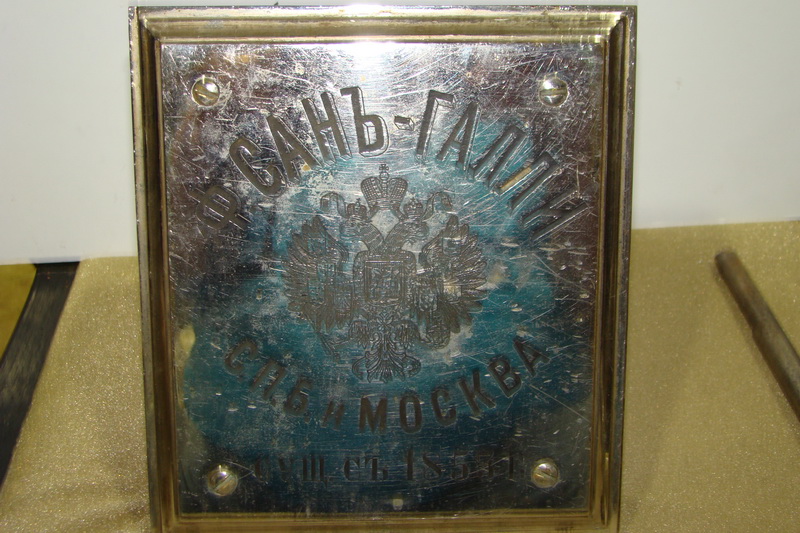 Ф САНЪ-ГАЛЛИ
СПБ. И МОСКВА
СУЩ. СЪ